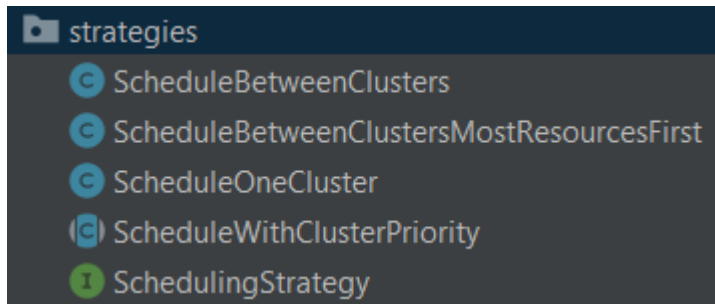 strategies
C ScheduleBetweenClusters
C ScheduleBetweenClustersMostResourcesFirst
C ScheduleOneCluster
C ScheduleWithClusterPriority
I SchedulingStrategy